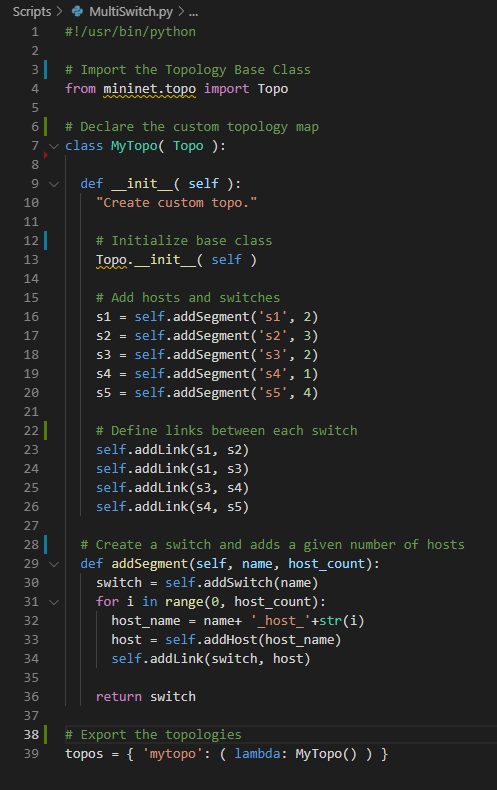 Scripts > MultiSwitch.py > ...
1 #!/usr/bin/python
2
3 # Import the Topology Base Class
4 from mininet.topo import Topo
5
6 # Declare the custom topology map
7 class MyTopo( Topo ):
8
9 def __init__( self ):
10 "Create custom topo."
11
12 # Initialize base class
13 Topo.__init__( self )
14
15 # Add hosts and switches
16 s1 = self.addSegment('s1', 2)
17 s2 = self.addSegment('s2', 3)
18 s3 = self.addSegment('s3', 2)
19 s4 = self.addSegment('s4', 1)
20 s5 = self.addSegment('s5', 4)
21
22 # Define links between each switch
23 self.addLink(s1, s2)
24 self.addLink(s1, s3)
25 self.addLink(s3, s4)
26 self.addLink(s4, s5)
27
28 # Create a switch and adds a given number of hosts
29 def addSegment(self, name, host_count):
30 switch = self.addSwitch(name)
31 for i in range(0, host_count):
32 host_name = name+ '_host_'+str(i)
33 host = self.addHost(host_name)
34 self.addLink(switch, host)
35
36 return switch
37
38 # Export the topologies
39 topos = { 'mytopo': ( lambda: MyTopo() ) }